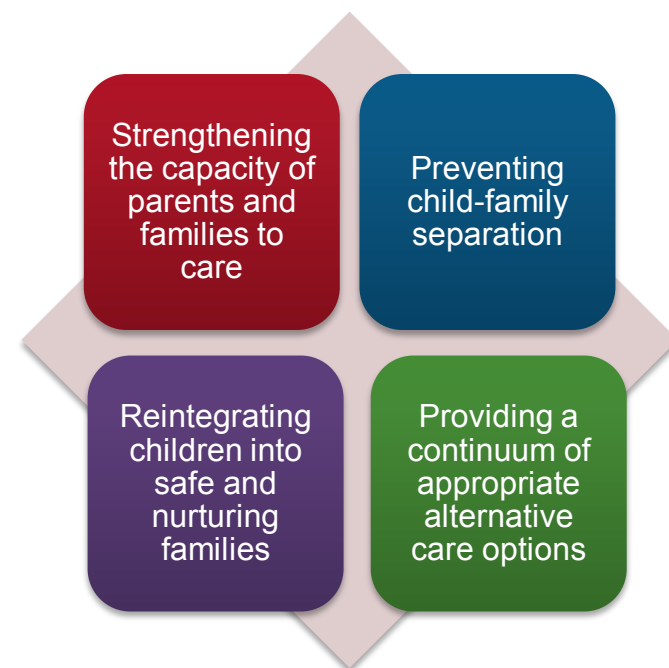 Strengthening
the capacity of
parents and
families to
care
Preventing
child-family
separation
Reintegrating
children into
safe and
nurturing
families
Providing a
continuum of
appropriate
alternative
care options